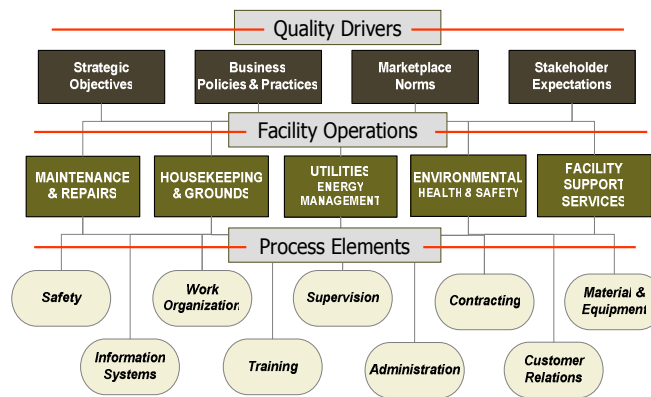 Quality Drivers
Strategic
Objectives
Business
Policies & Practices
Marketplace
Norms
Stakeholder
Expectations
Facility Operations
MAINTENANCE
& REPAIRS
HOUSEKEEPING
& GROUNDS
UTILITIES
ENERGY
MANAGEMENT
ENVIRONMENTAL
HEALTH & SAFETY
FACILITY
SUPPORT
SERVICES
Process Elements
Safety
Work
Organization
Supervision
Contracting
Material &
Equipment
Information
Systems
Training
Administration
Customer
Relations